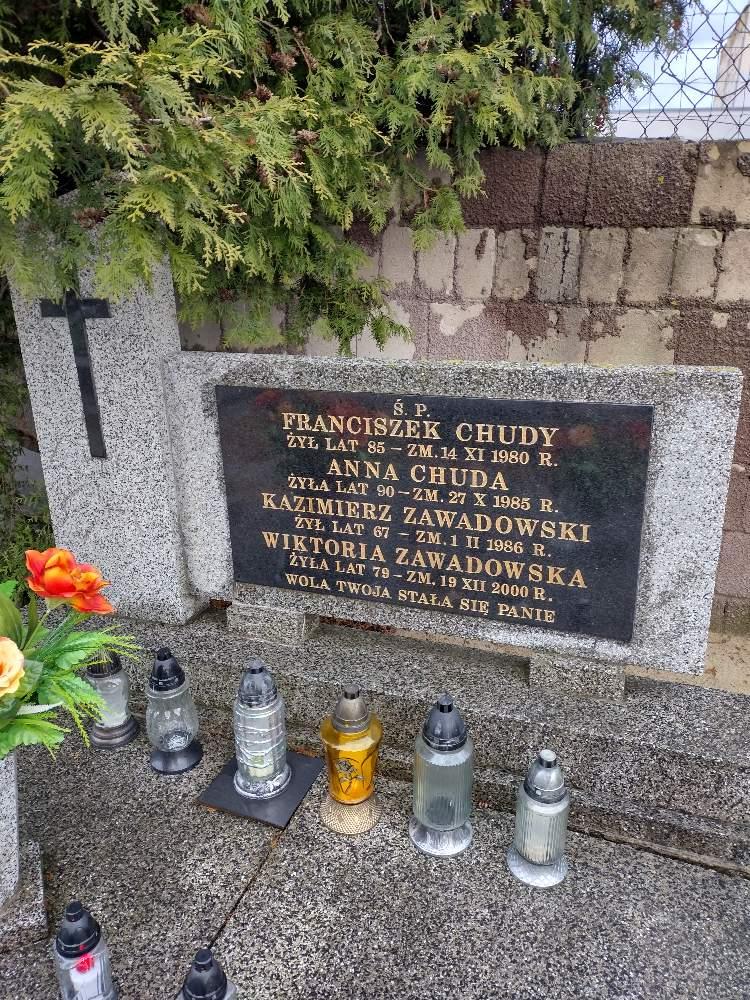 Ś. P.
FRANCISZEK CHUDY
ŻYŁ LAT 85 – ZM. 14 XI 1980 R.
ANNA CHUDA
ŻYŁA LAT 90 – ZM. 27 X 1985 R.
KAZIMIERZ ZAWADOWSKI
ŻYŁ LAT 67 – ZM. 1 II 1986 R.
WIKTORIA ZAWADOWSKA
ŻYŁA LAT 79 – ZM. 19 XII 2000 R.
WOLA TWOJA STAŁA SIĘ PANIE